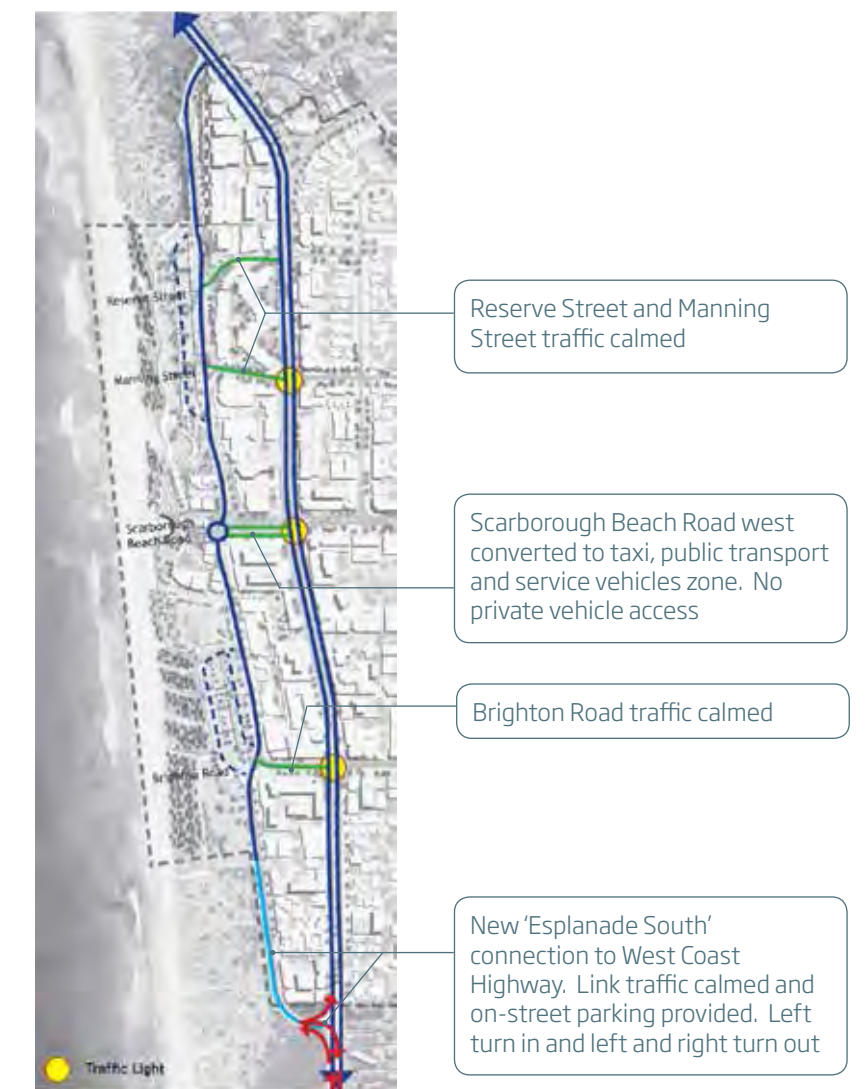 Reserve Street
Reserve Street and Manning
Street traffic calmed
Manning Street
Scarborough
Beach Road
Scarborough Beach Road west
converted to taxi, public transport
and service vehicles zone. No
private vehicle access
Brighton Road traffic calmed
Brighton Road
New ‘Esplanade South’
connection to West Coast
Highway. Link traffic calmed and
on-street parking provided. Left
turn in and left and right turn out
Traffic Light